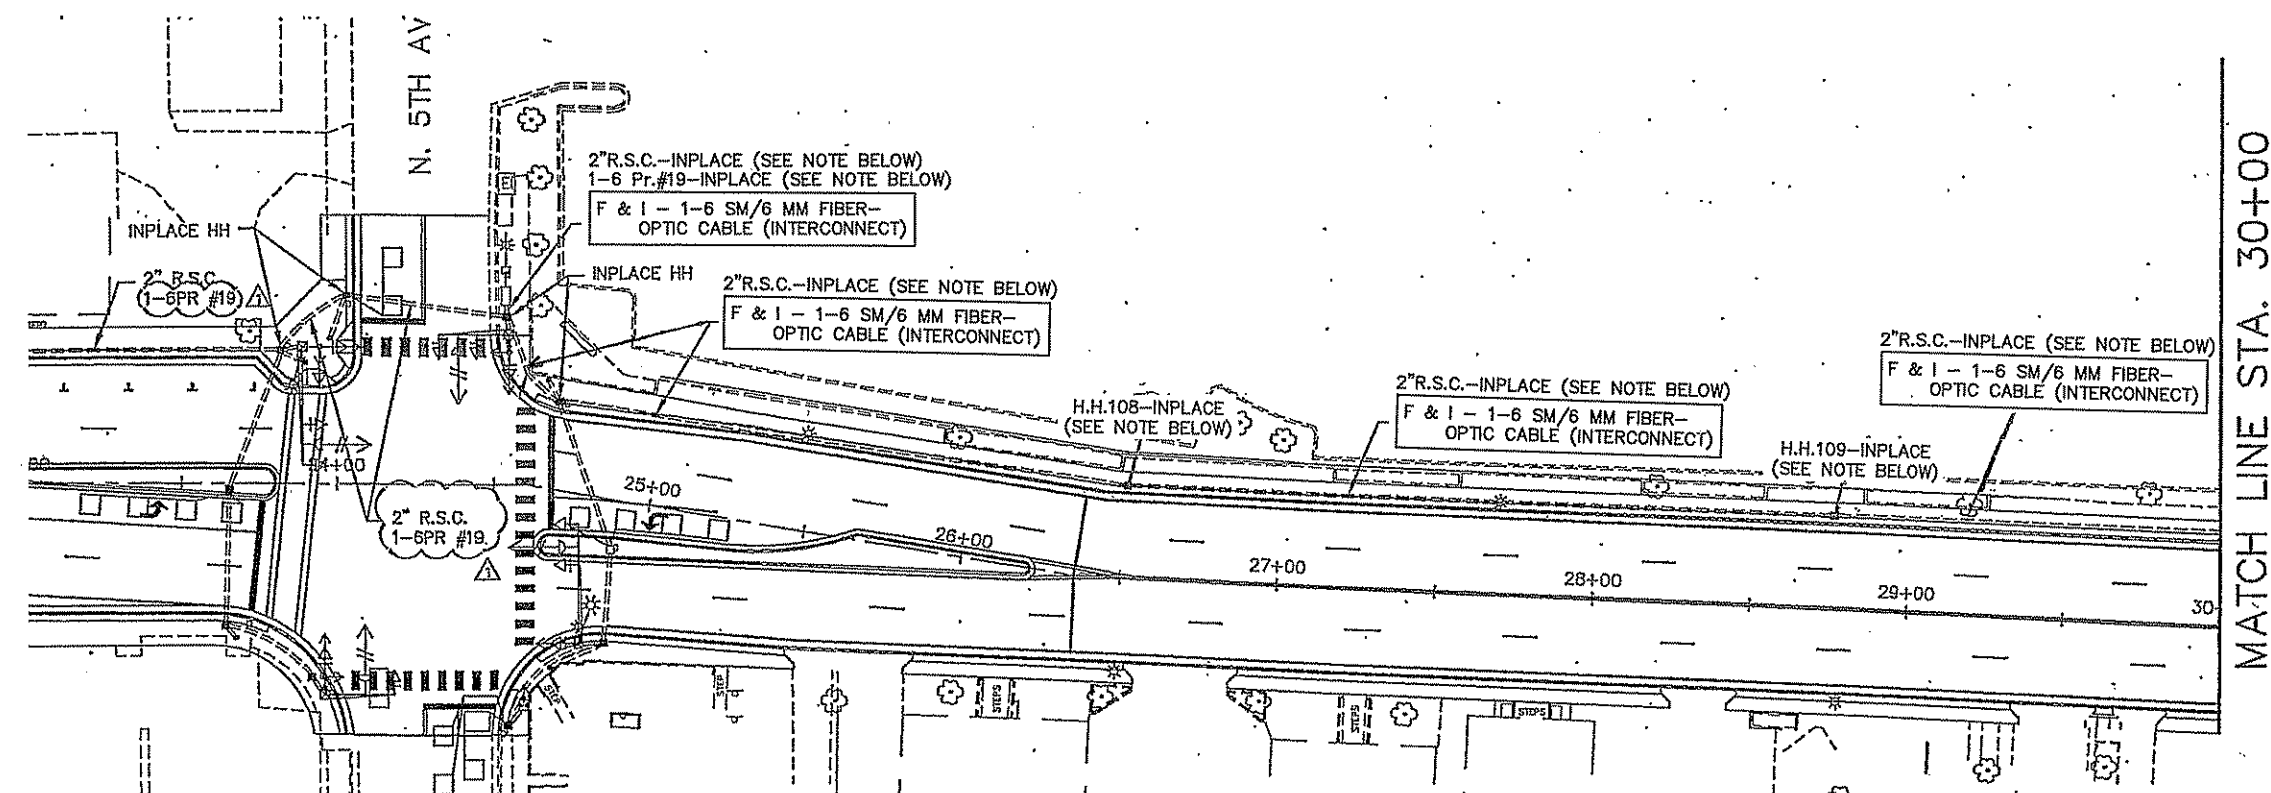 N. 5TH AV
2"R.S.C.-INPLACE (SEE NOTE BELOW)
1-6 Pr.#19-INPLACE (SEE NOTE BELOW)
F & I - 1-6 SM/6 MM FIBER-
OPTIC CABLE (INTERCONNECT)
INPLACE HH
2" R.S.C.
1-6PR #19
1
INPLACE HH
2"R.S.C.-INPLACE (SEE NOTE BELOW)
F & I - 1-6 SM/6 MM FIBER-
OPTIC CABLE (INTERCONNECT)
2"R.S.C.-INPLACE (SEE NOTE BELOW)
F & I - 1-6 SM/6 MM FIBER-
OPTIC CABLE (INTERCONNECT)
2"R.S.C.-INPLACE (SEE NOTE BELOW)
F & I - 1-6 SM/6 MM FIBER-
OPTIC CABLE (INTERCONNECT)
H.H.108-INPLACE
(SEE NOTE BELOW)
H.H.109-INPLACE
(SEE NOTE BELOW)
MATCH LINE STA. 30+00
25+00
26+00
27+00
28+00
29+00
30
2" R.S.C.
1-6PR #19
1
STEP
STEP
STEPS
STEPS
STEPS